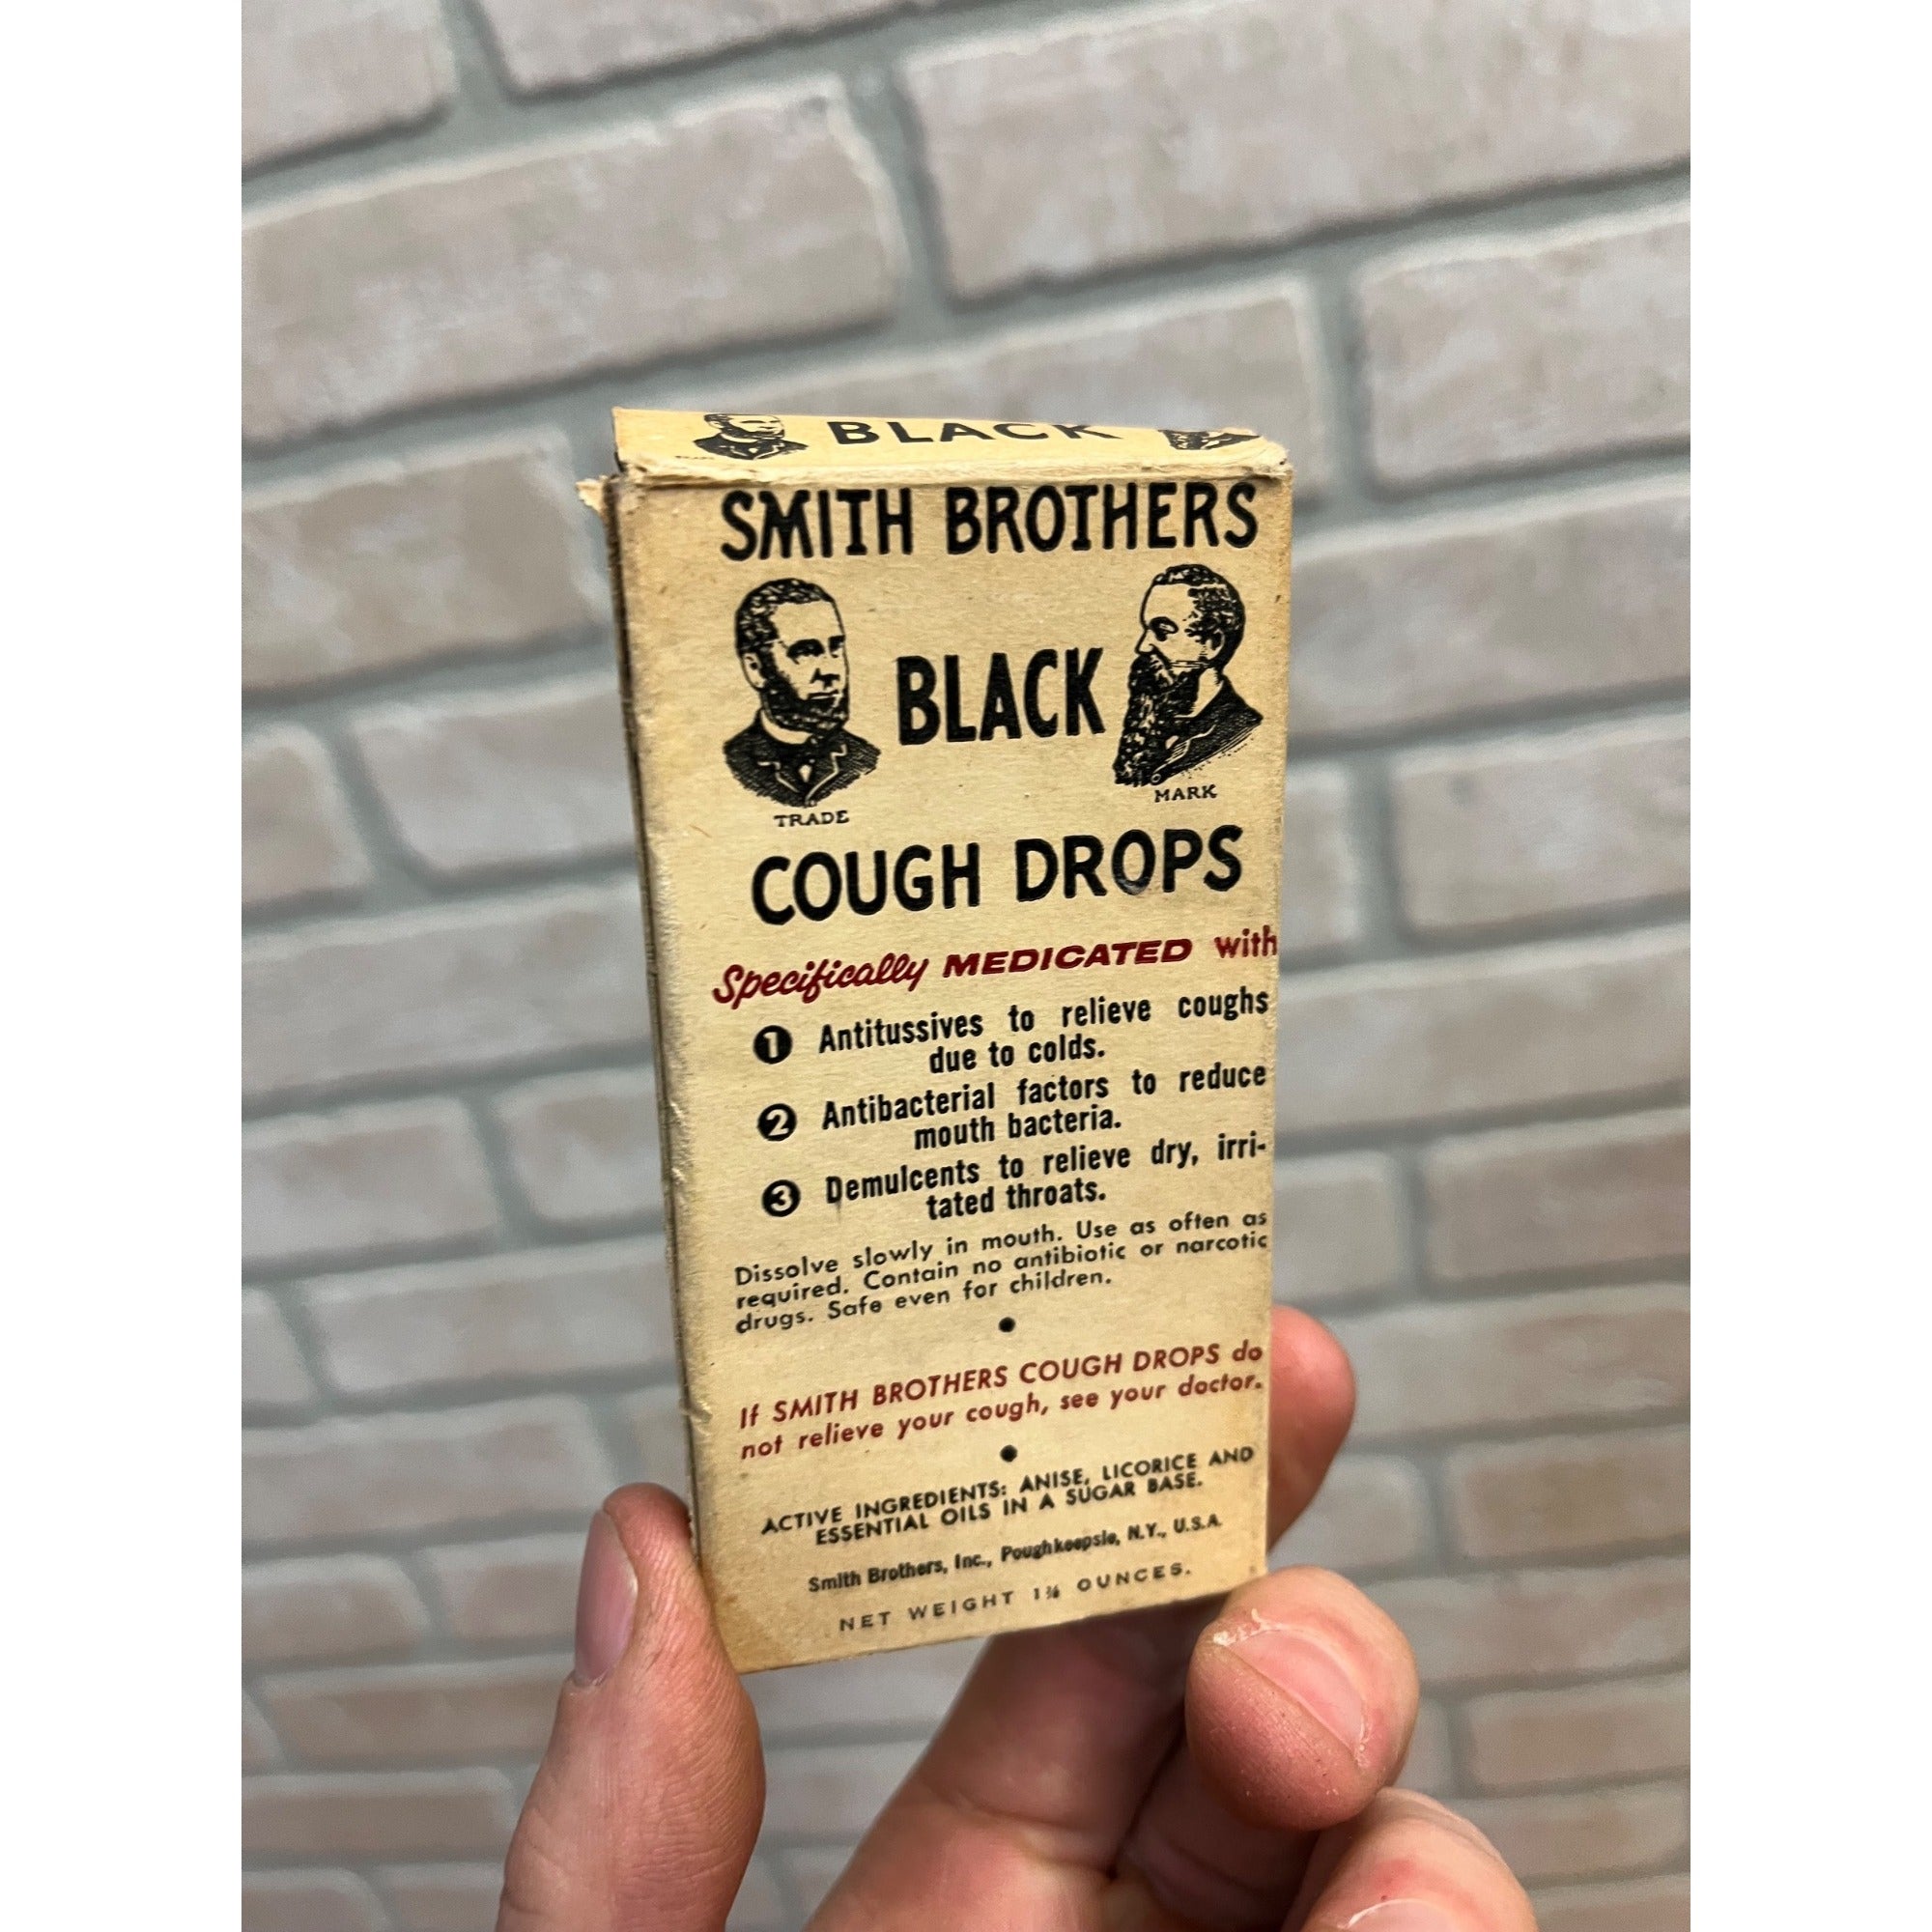 BLACK
SMITH BROTHERS
BLACK
TRADE
MARK
COUGH DROPS
Specifically MEDICATED with
1 Antitussives to relieve coughs
due to colds.
2 Antibacterial factors to reduce
mouth bacteria.
3 Demulcents to relieve dry, irri-
tated throats.
Dissolve slowly in mouth. Use as often as
required. Contain no antibiotic or narcotic
drugs. Safe even for children.
If SMITH BROTHERS COUGH DROPS do
not relieve your cough, see your doctor.
ACTIVE INGREDIENTS: ANISE, LICORICE AND
ESSENTIAL OILS IN A SUGAR BASE.
Smith Brothers, Inc., Poughkeepsie, N.Y., U.S.A.
NET WEIGHT OUNCES.